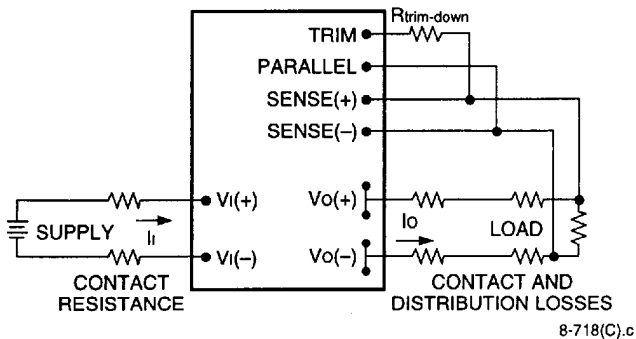 TRIM
Rtrim-down
PARALLEL
SENSE(+)
SENSE(–)
VI(+)
VO(+)
SUPPLY
II
IO
LOAD
VI(–)
VO(–)
CONTACT
RESISTANCE
CONTACT AND
DISTRIBUTION LOSSES
8-718(C).c